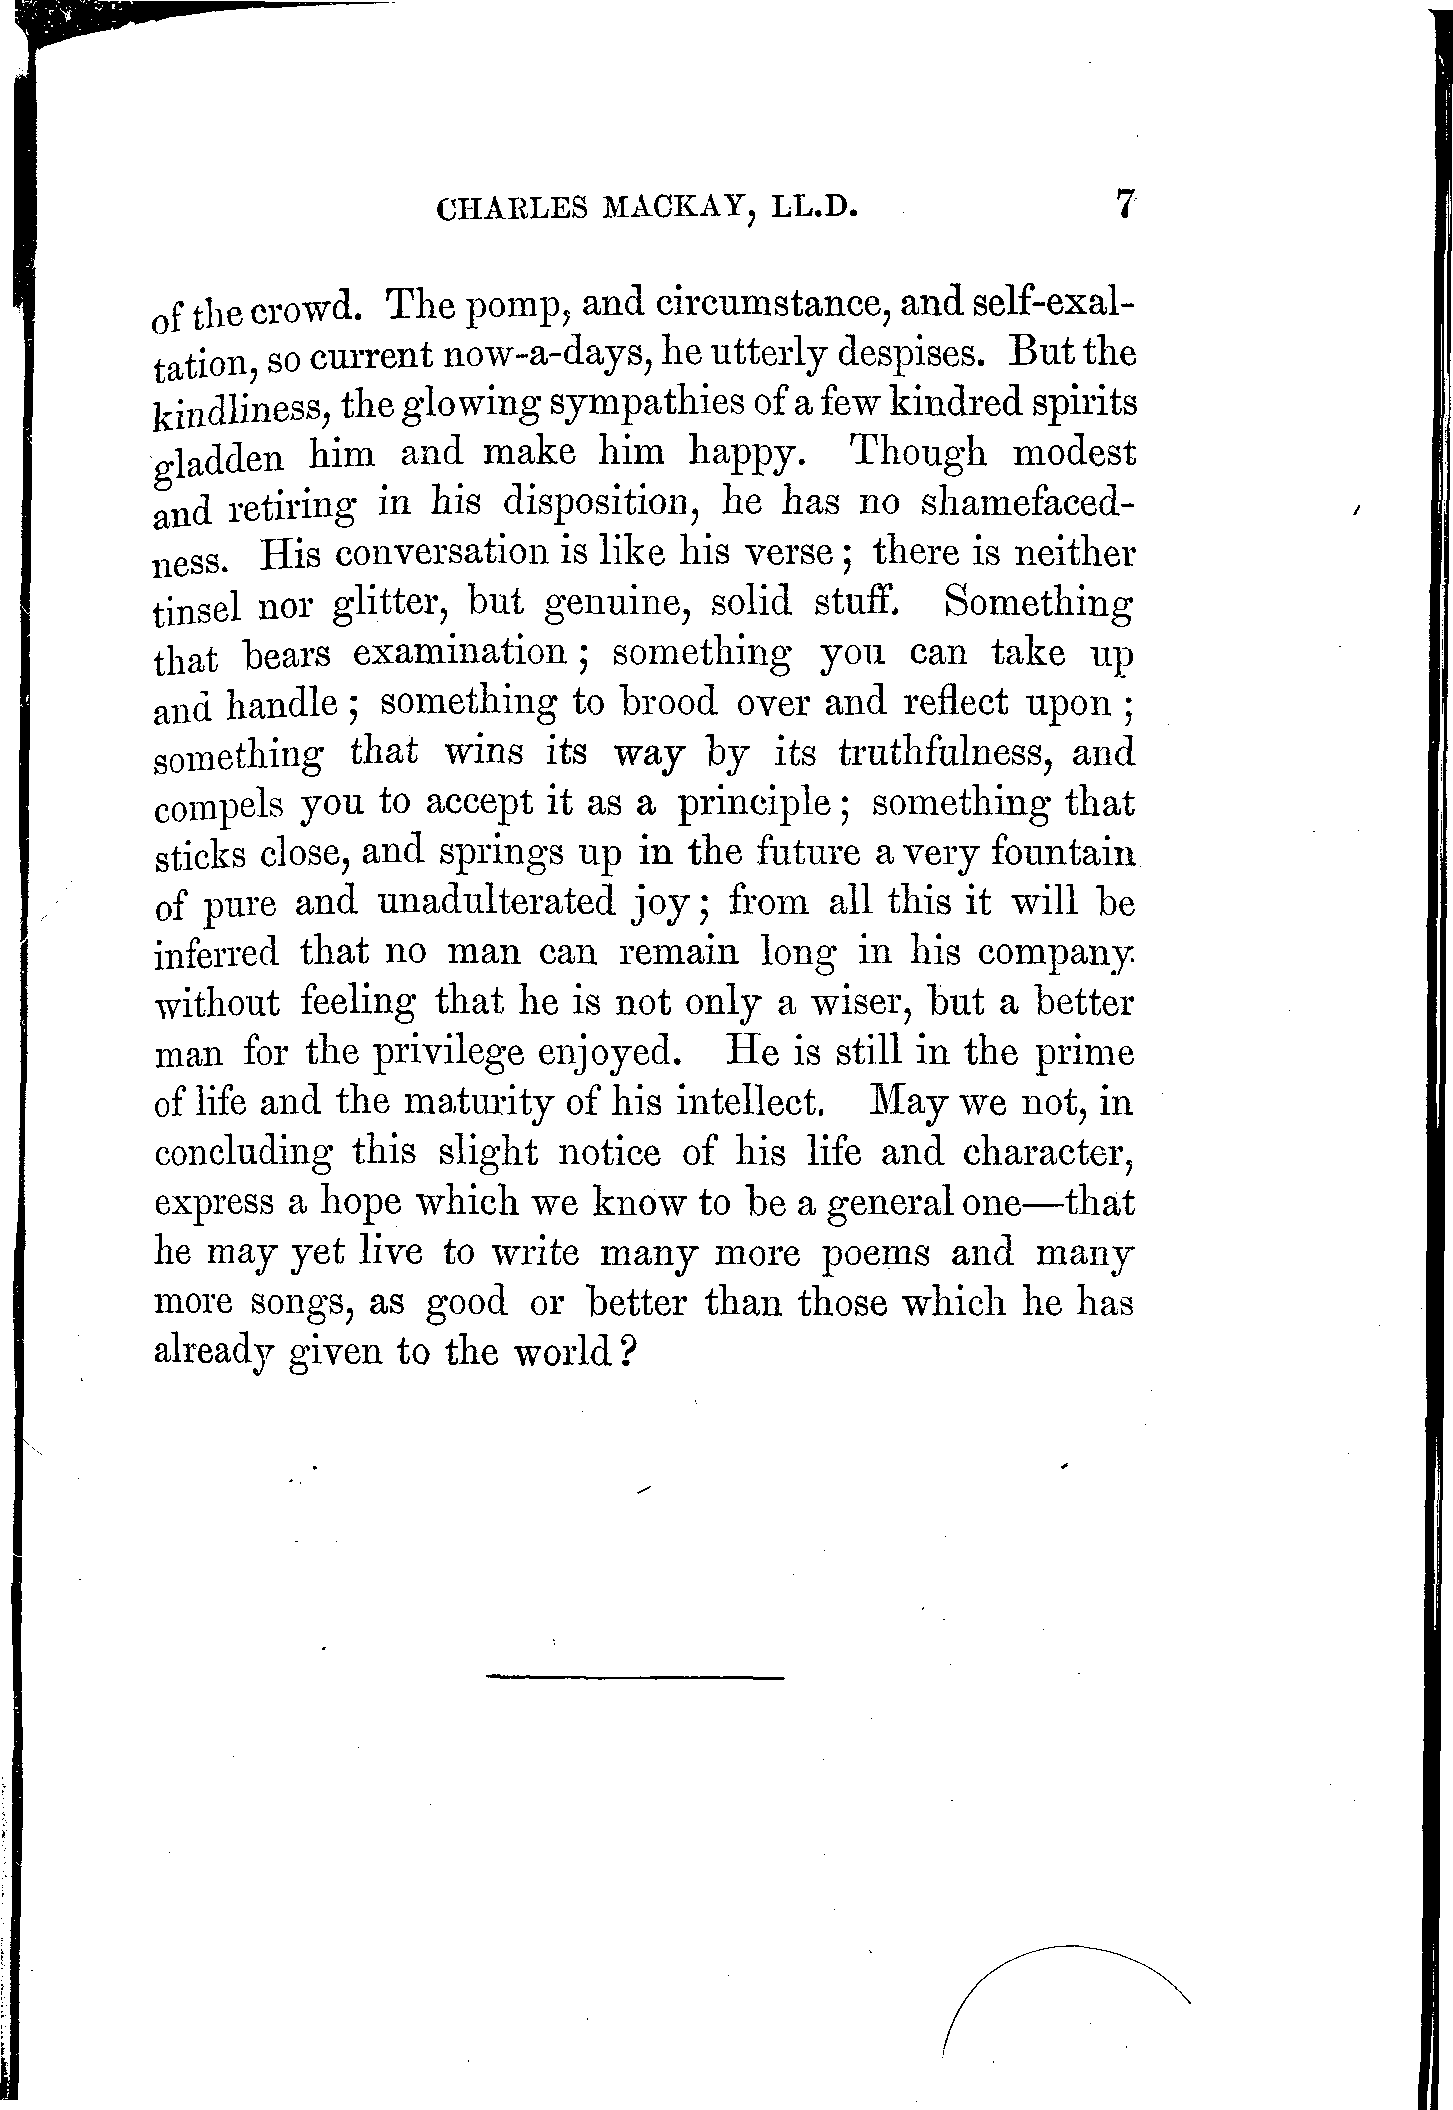 CHARLES MACKAY, LL.D. 7
of the crowd. The pomp, and circumstance, and self-exal-
tation, so current now-a-days, he utterly despises. But the
kindliness, the glowing sympathies of a few kindred spirits
gladden him and make him happy. Though modest
and retiring in his disposition, he has no shamefaced-
ness. His conversation is like his verse; there is neither
tinsel nor glitter, but genuine, solid stuff. Something
that bears examination; something you can take up
and handle; something to brood over and reflect upon;
something that wins its way by its truthfulness, and
compels you to accept it as a principle; something that
sticks close, and springs up in the future a very fountain
of pure and unadulterated joy; from all this it will be
inferred that no man can remain long in his company
without feeling that he is not only a wiser, but a better
man for the privilege enjoyed. He is still in the prime
of life and the maturity of his intellect. May we not, in
concluding this slight notice of his life and character,
express a hope which we know to be a general one—that
he may yet live to write many more poems and many
more songs, as good or better than those which he has
already given to the world?